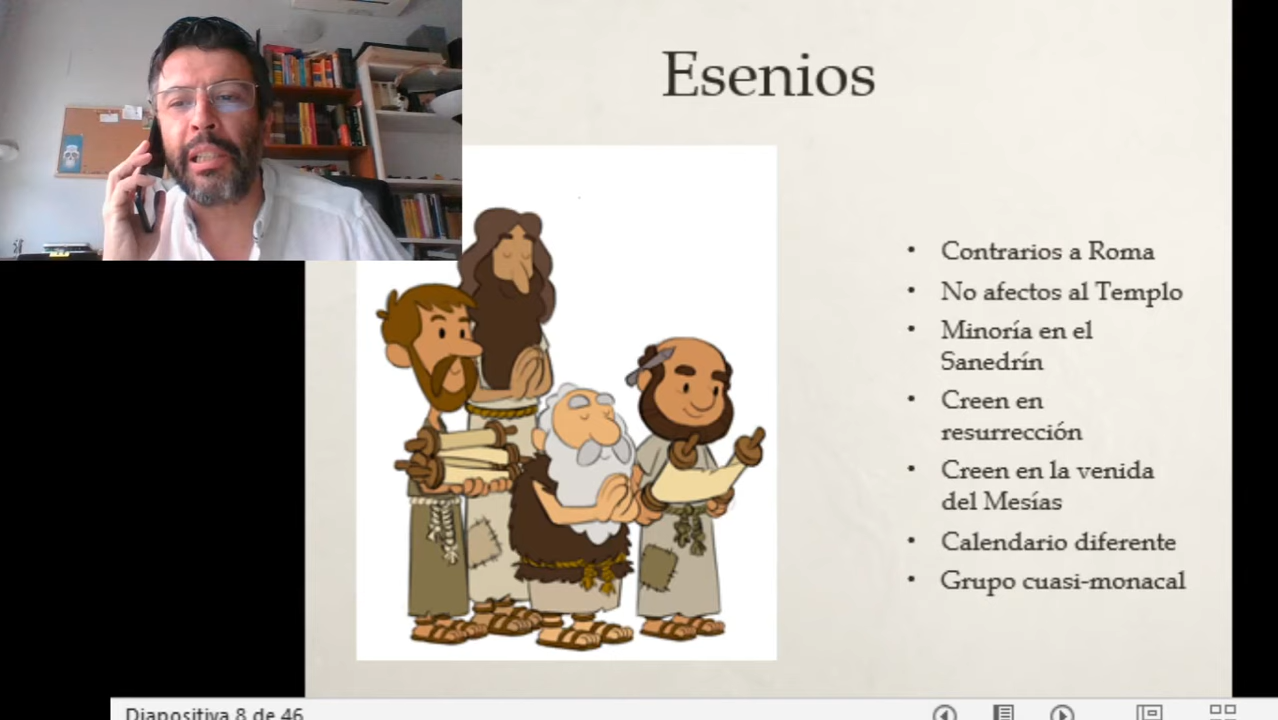 Esenios
• Contrarios a Roma
• No afectos al Templo
• Minoría en el
Sanedrín
• Creen en
resurrección
• Creen en la venida
del Mesías
• Calendario diferente
• Grupo cuasi-monacal
Diapositiva 8 de 46